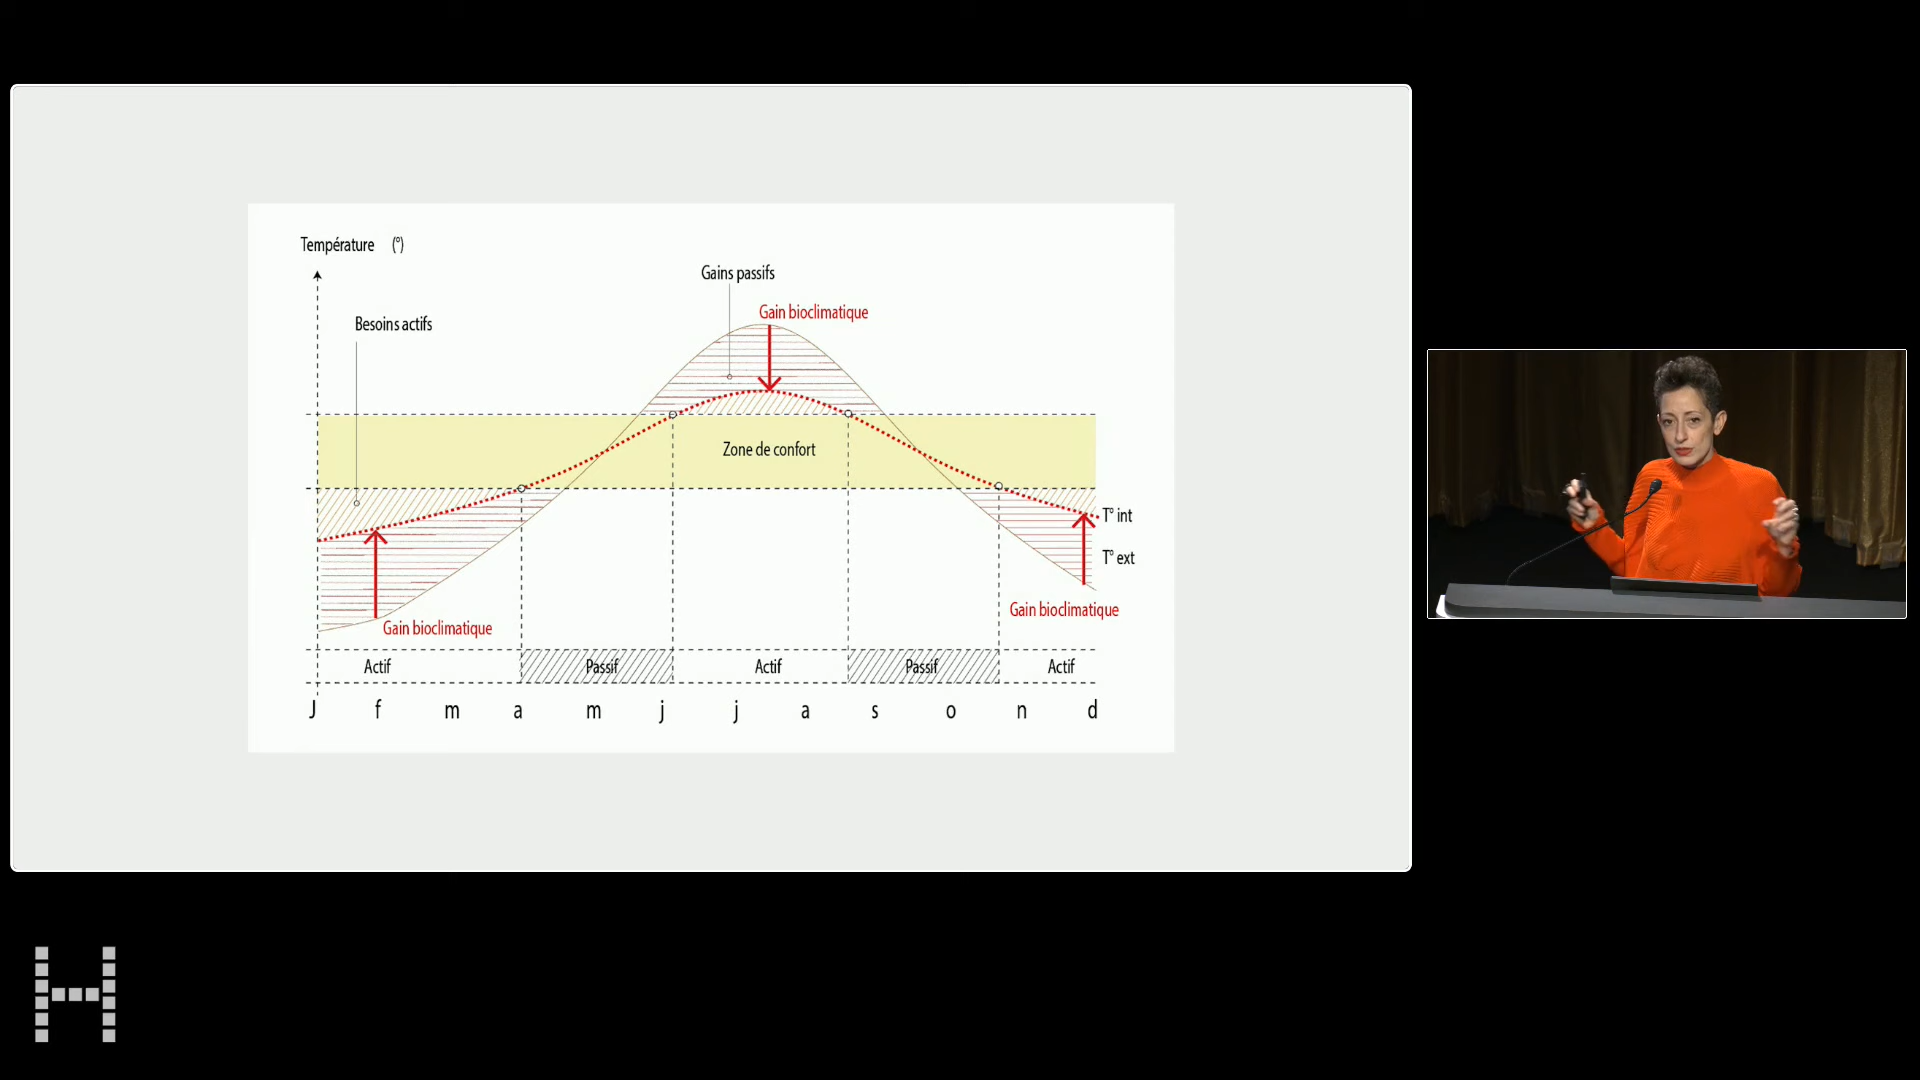 Température (°)
Gains passifs
Gain bioclimatique
Besoins actifs
Zone de confort
T° int
T° ext
Gain bioclimatique
Gain bioclimatique
Actif Passif Actif Passif Actif
J f m a m j j a s o n d
H